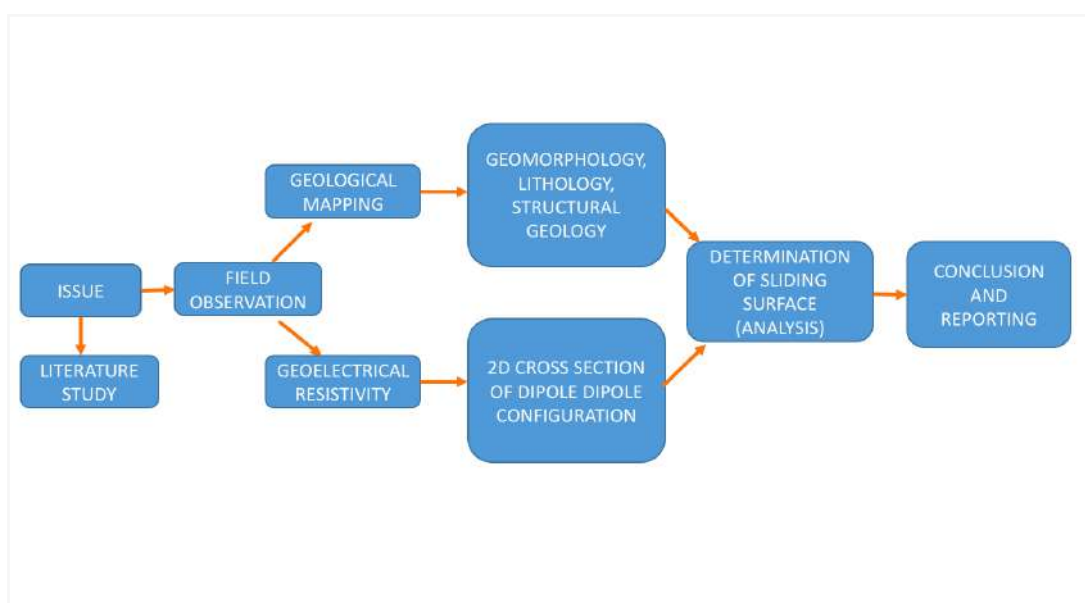 ISSUE
LITERATURE
STUDY
FIELD
OBSERVATION
GEOLOGICAL
MAPPING
GEOELECTRICAL
RESISTIVITY
GEOMORPHOLOGY,
LITHOLOGY,
STRUCTURAL
GEOLOGY
2D CROSS SECTION
OF DIPOLE DIPOLE
CONFIGURATION
DETERMINATION
OF SLIDING
SURFACE
(ANALYSIS)
CONCLUSION
AND
REPORTING